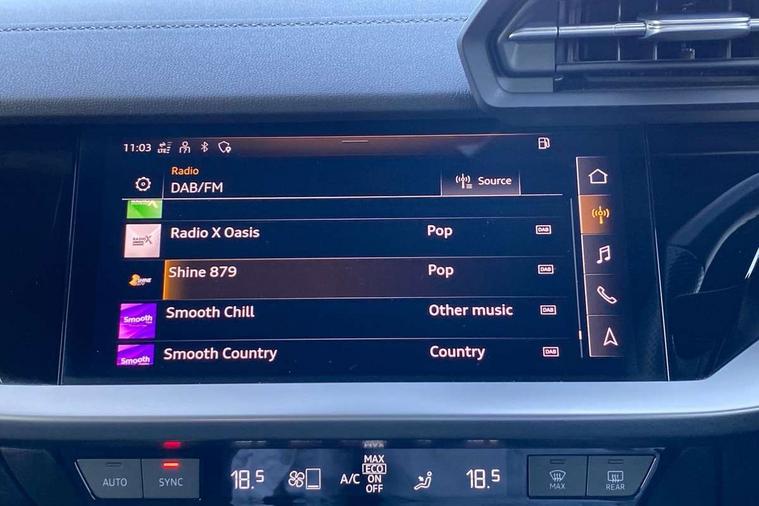 11:03 LTE
Radio
DAB/FM
Source
Radio X Oasis Pop DAB
Shine 879 Pop DAB
Smooth Smooth Chill Other music DAB
Smooth Smooth Country Country DAB
AUTO SYNC 18.5 A/C MAX ECO ON OFF 18.5 MAX REAR